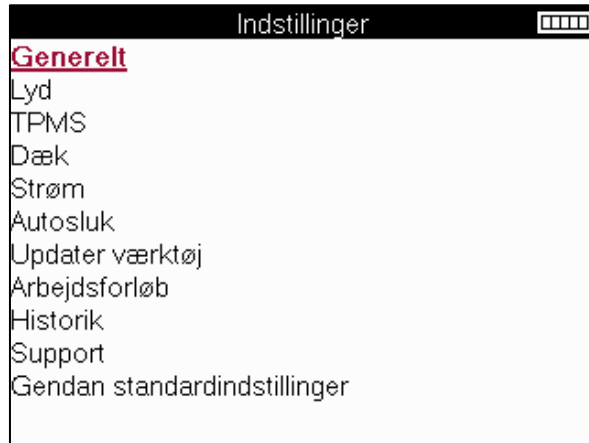 Indstillinger
Generelt
Lyd
TPMS
Dæk
Strøm
Autosluk
Updater værktøj
Arbejdsforløb
Historik
Support
Gendan standardindstillinger